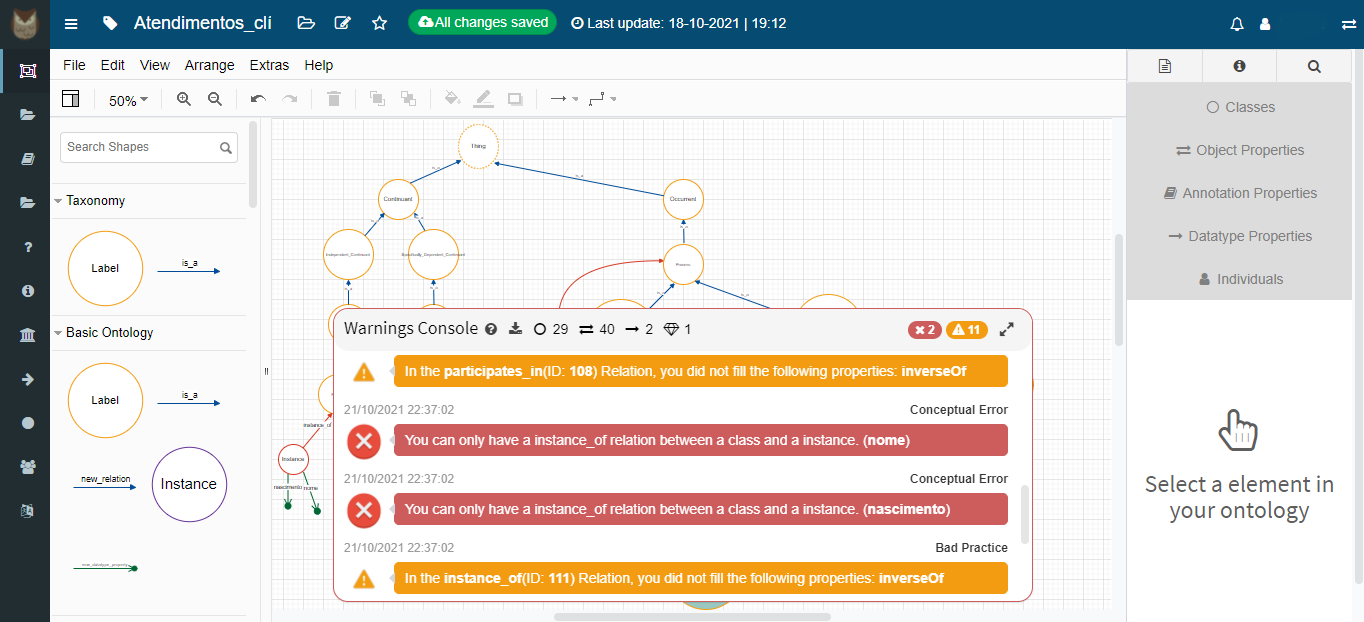 Atendimentos_cli
All changes saved
Last update: 18-10-2021 | 19:12
File Edit View Arrange Extras Help
50%
Search Shapes
Taxonomy
Label
is_a
Basic Ontology
Label
is_a
new_relation
Instance
new_datatype_property
Thing
Continuant
Occurrent
Independent_Continuant
Specifically_Dependent_Continuant
Process
instance_of
Instance
nascimento
nome
Warnings Console
29
40
2
1
2
11
In the participates_in(ID: 108) Relation, you did not fill the following properties: inverseOf
21/10/2021 22:37:02
Conceptual Error
You can only have a instance_of relation between a class and a instance. (nome)
21/10/2021 22:37:02
Conceptual Error
You can only have a instance_of relation between a class and a instance. (nascimento)
21/10/2021 22:37:02
Bad Practice
In the instance_of(ID: 111) Relation, you did not fill the following properties: inverseOf
Classes
Object Properties
Annotation Properties
Datatype Properties
Individuals
Select a element in
your ontology